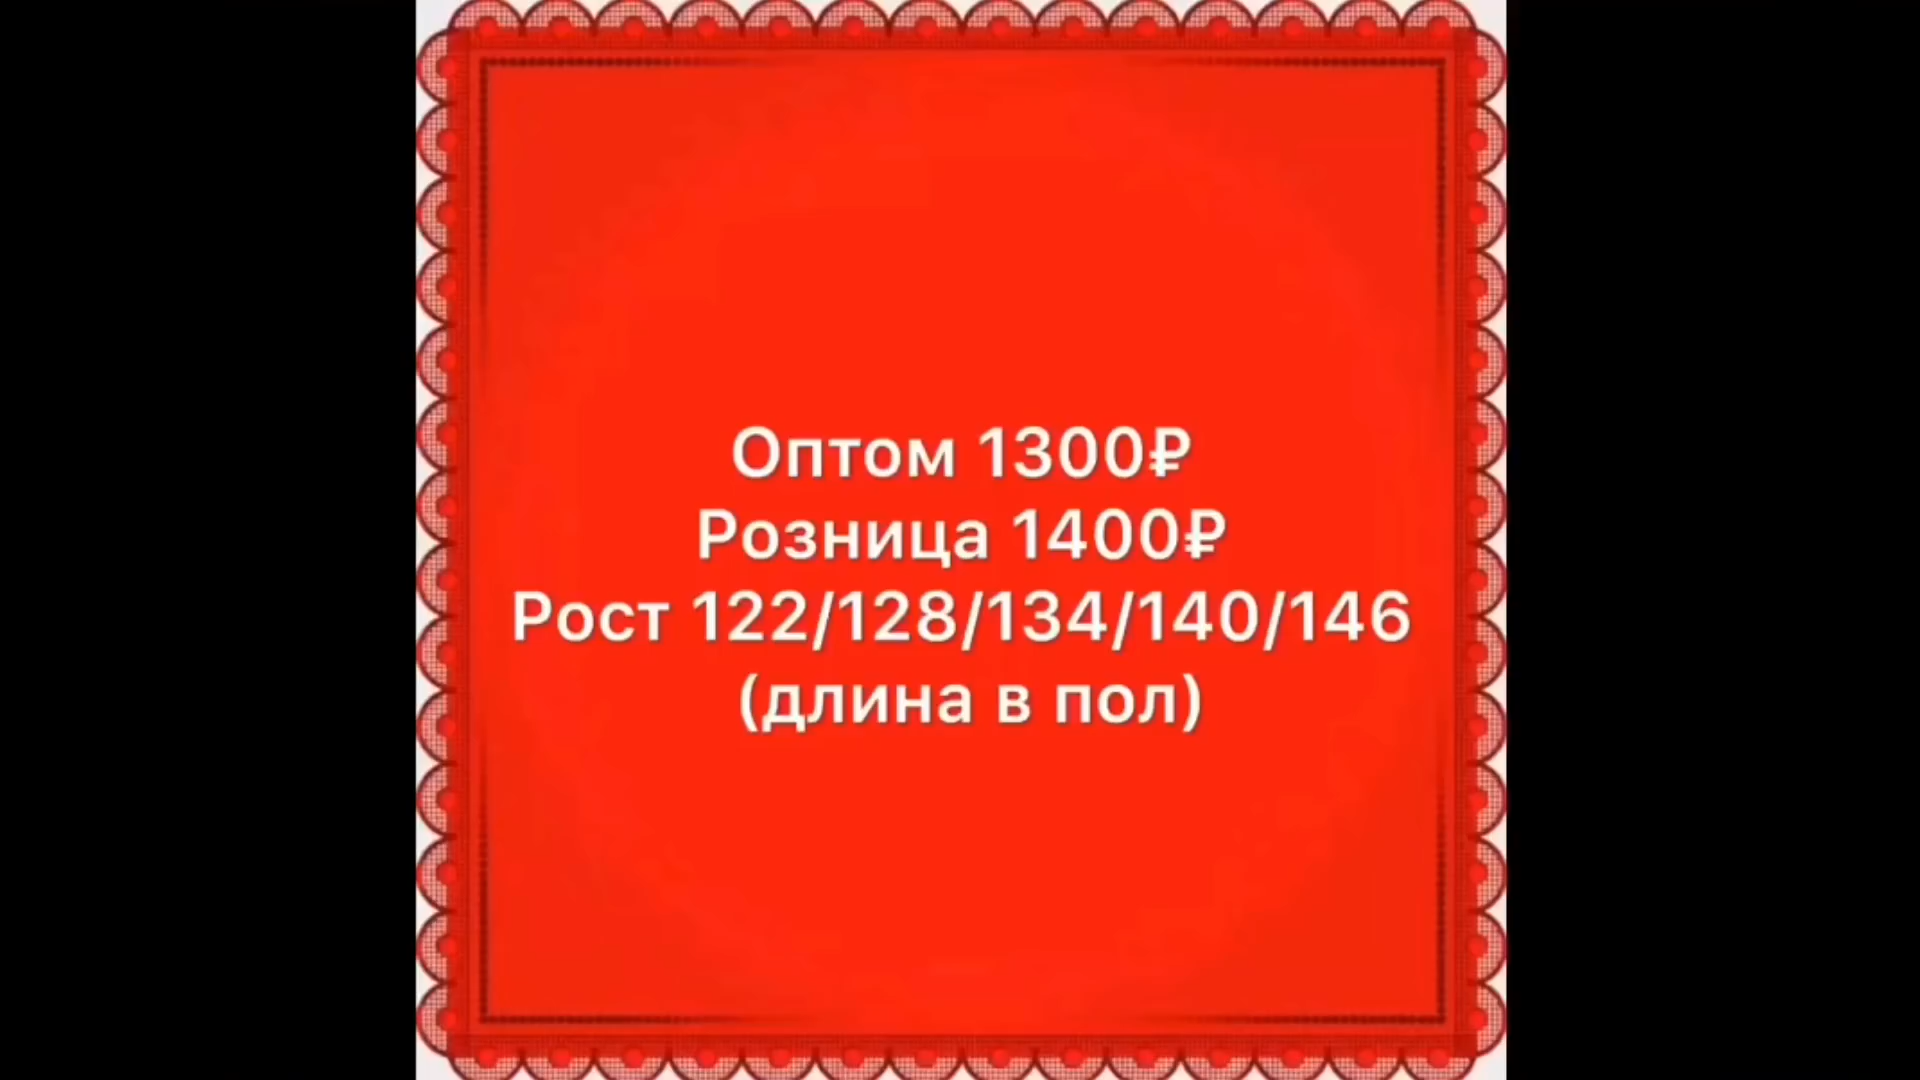 Оптом 1300₽
Розница 1400₽
Рост 122/128/134/140/146
(длина в пол)